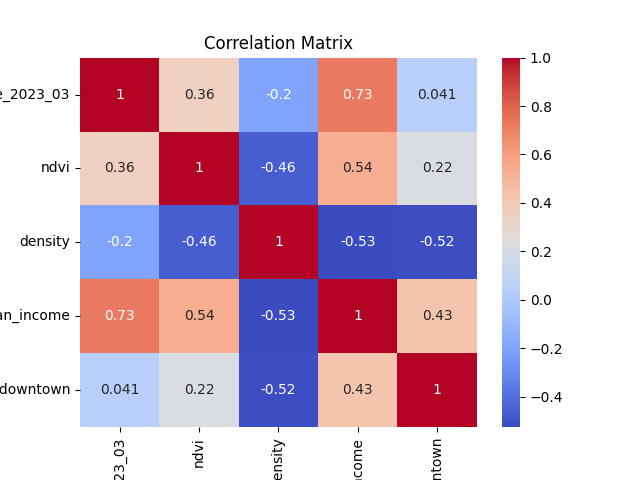 Correlation Matrix
e_2023_03 1 0.36 -0.2 0.73 0.041
ndvi 0.36 1 -0.46 0.54 0.22
density -0.2 -0.46 1 -0.53 -0.52
an_income 0.73 0.54 -0.53 1 0.43
downtown 0.041 0.22 -0.52 0.43 1
23_03 ndvi ensity come ntown
1.0
0.8
0.6
0.4
0.2
0.0
−0.2
−0.4